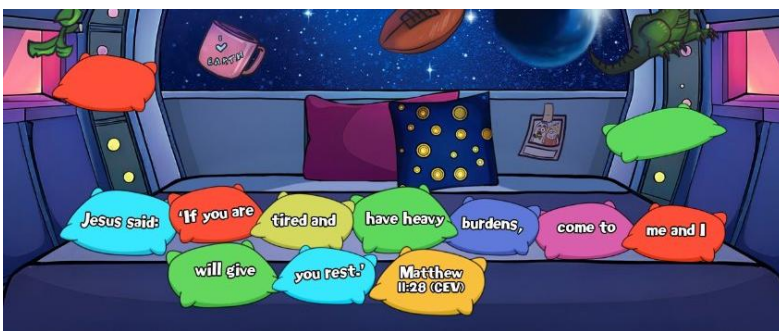 I
EARTH
Jesus said: 'If you are tired and have heavy burdens, come to me and I
will give you rest.' Matthew
11:28 (CEV)